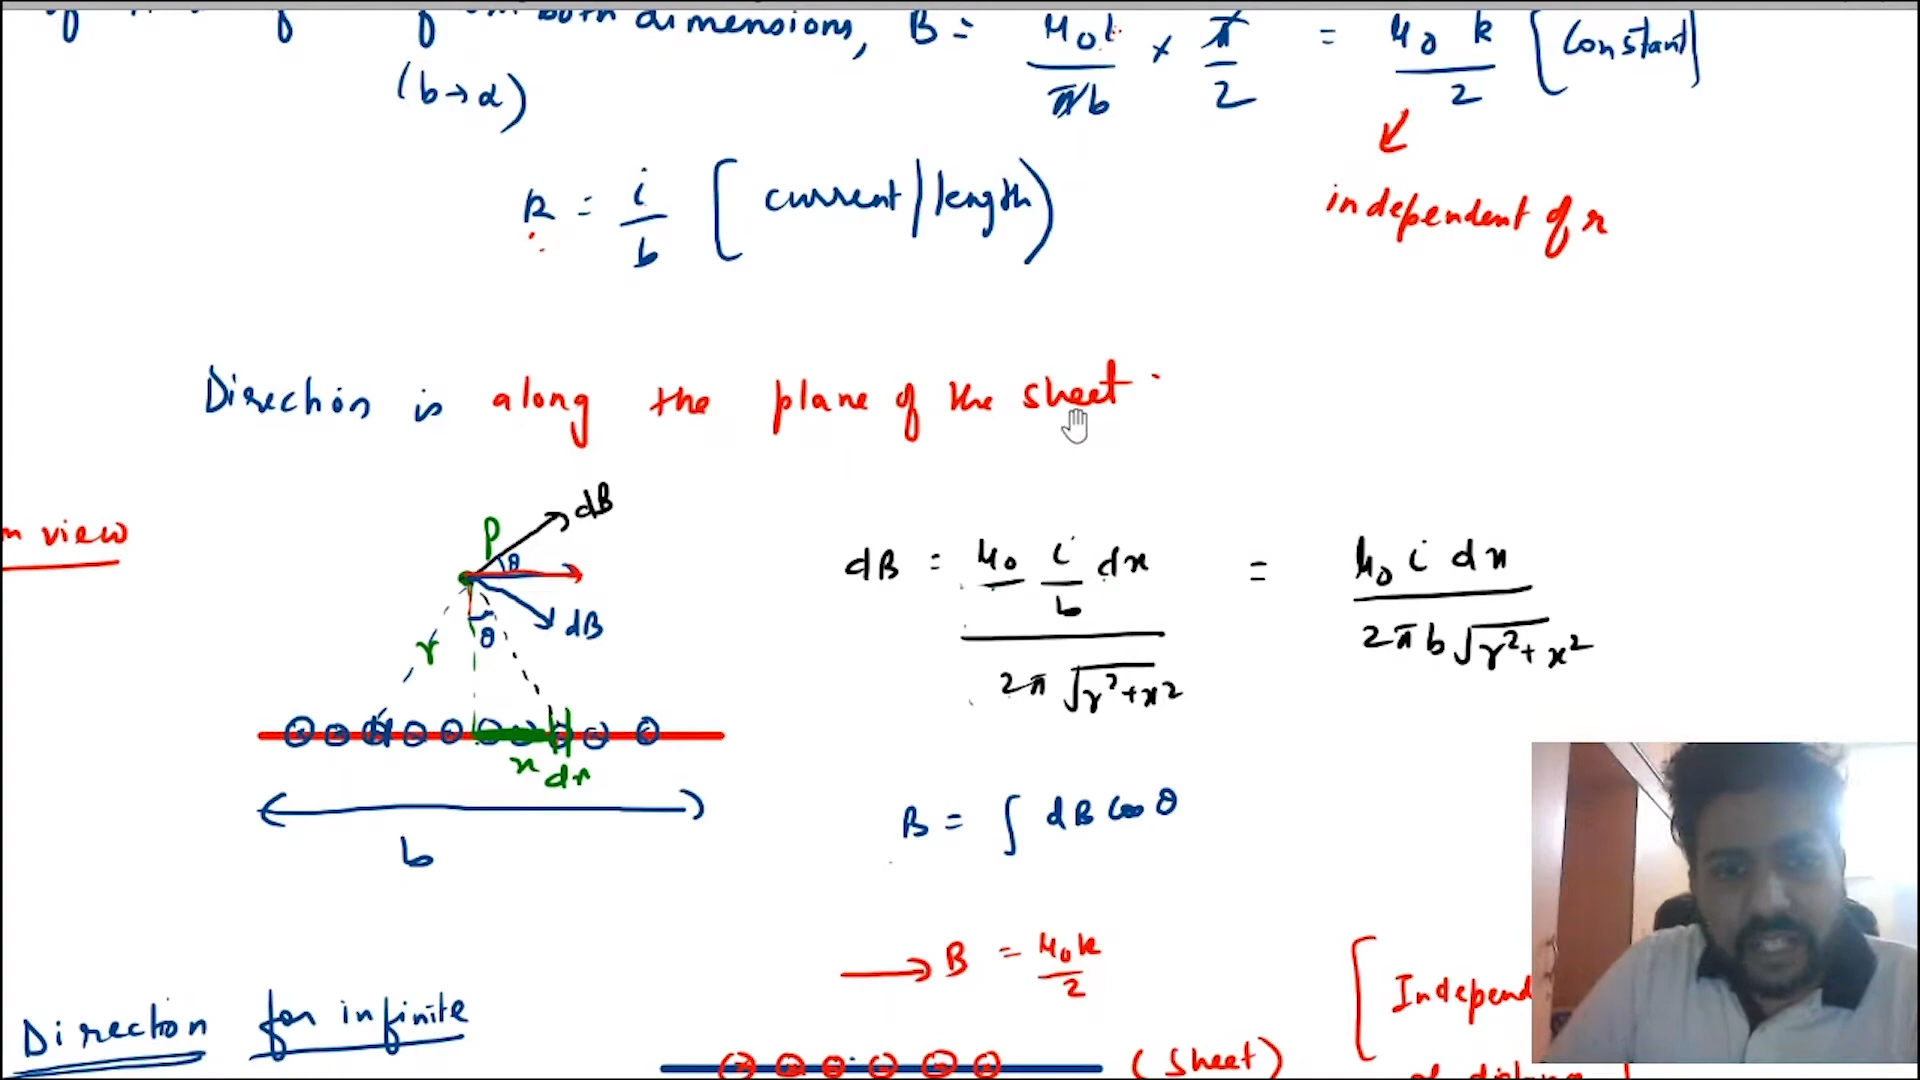 both dimensions, B = μ₀ i / πb × π/2 = μ₀ k / 2 [Constant]
(b→α)
independent of r
k = i/b [current/length]
Direction is along the plane of the sheet.
view
P
dB
θ
dB
θ
r
x
dx
b
dB = μ₀ i/b dx / 2π √r²+x² = μ₀ i dx / 2πb √r²+x²
B = ∫ dB cos θ
→ B = μ₀k / 2
[Independ
Direction for infinite
(Sheet)